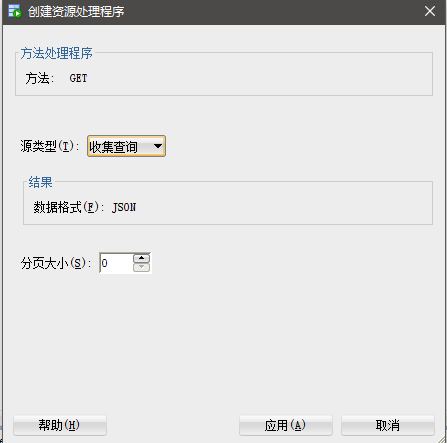 创建资源处理程序
方法处理程序
方法: GET
源类型(T): 收集查询
结果
数据格式(F): JSON
分页大小(S): 0
帮助(H) 应用(A) 取消